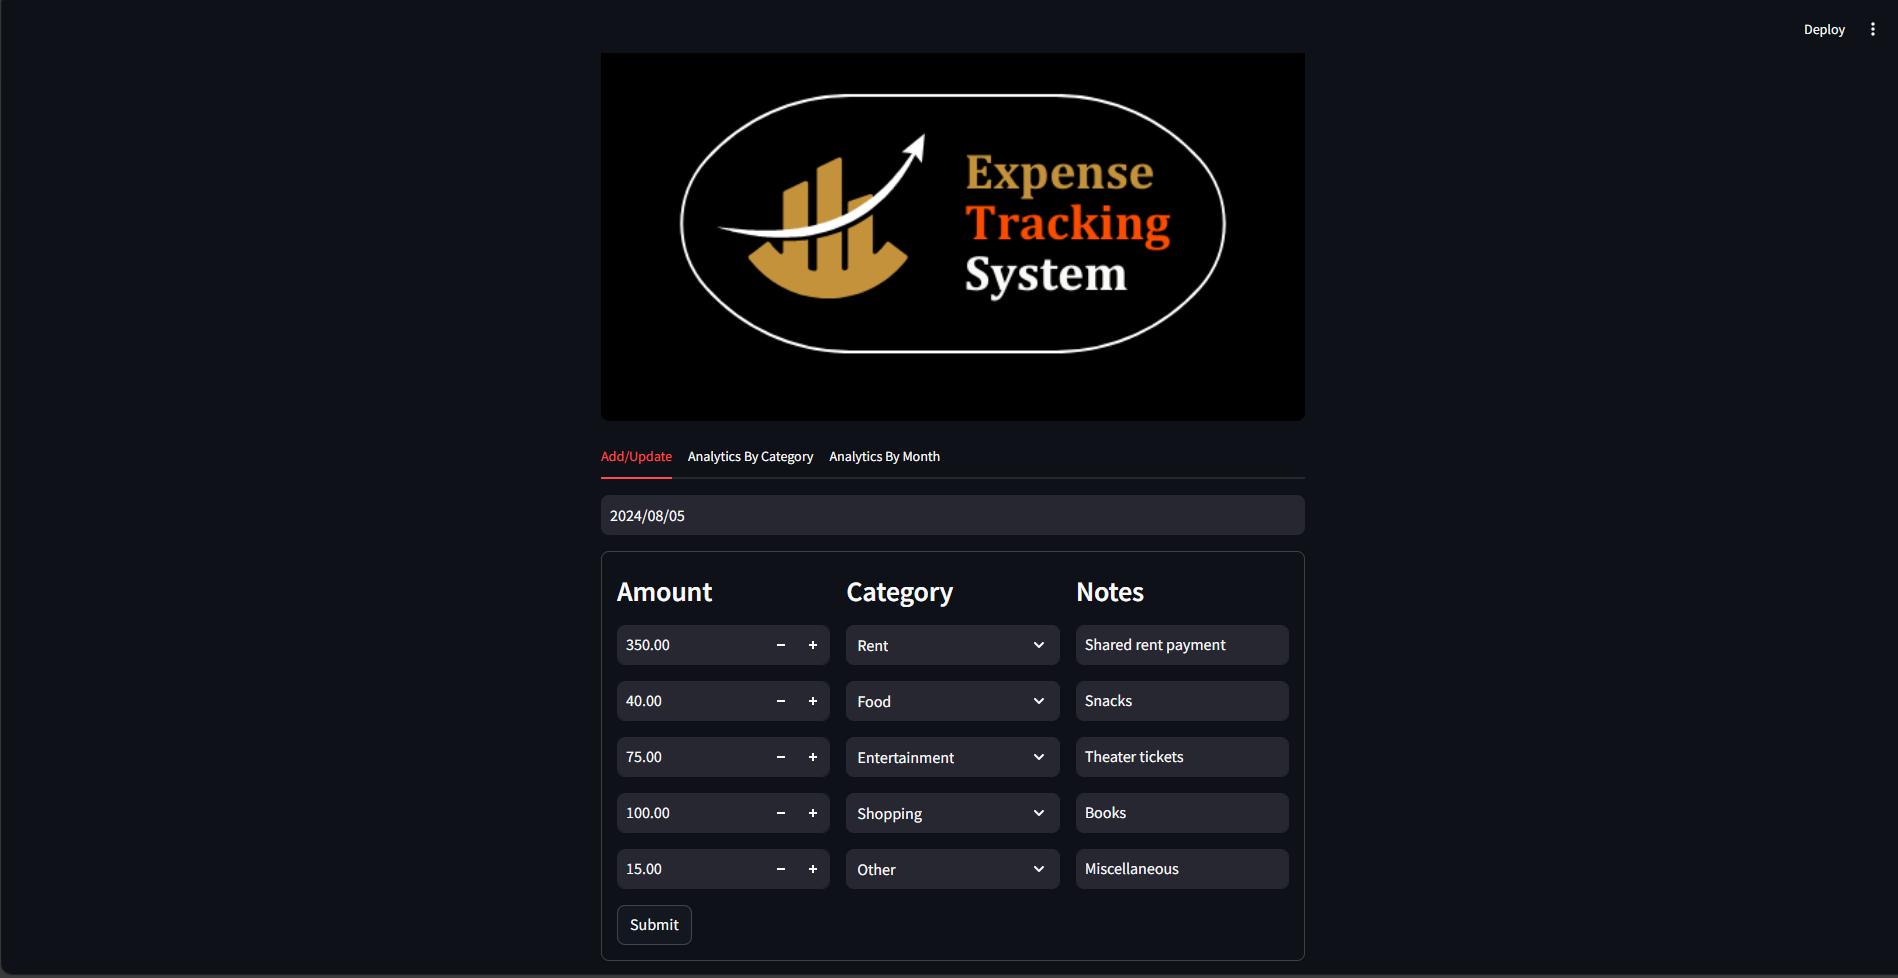 Deploy
Expense
Tracking
System
Add/Update Analytics By Category Analytics By Month
2024/08/05
Amount Category Notes
350.00 Rent Shared rent payment
40.00 Food Snacks
75.00 Entertainment Theater tickets
100.00 Shopping Books
15.00 Other Miscellaneous
Submit